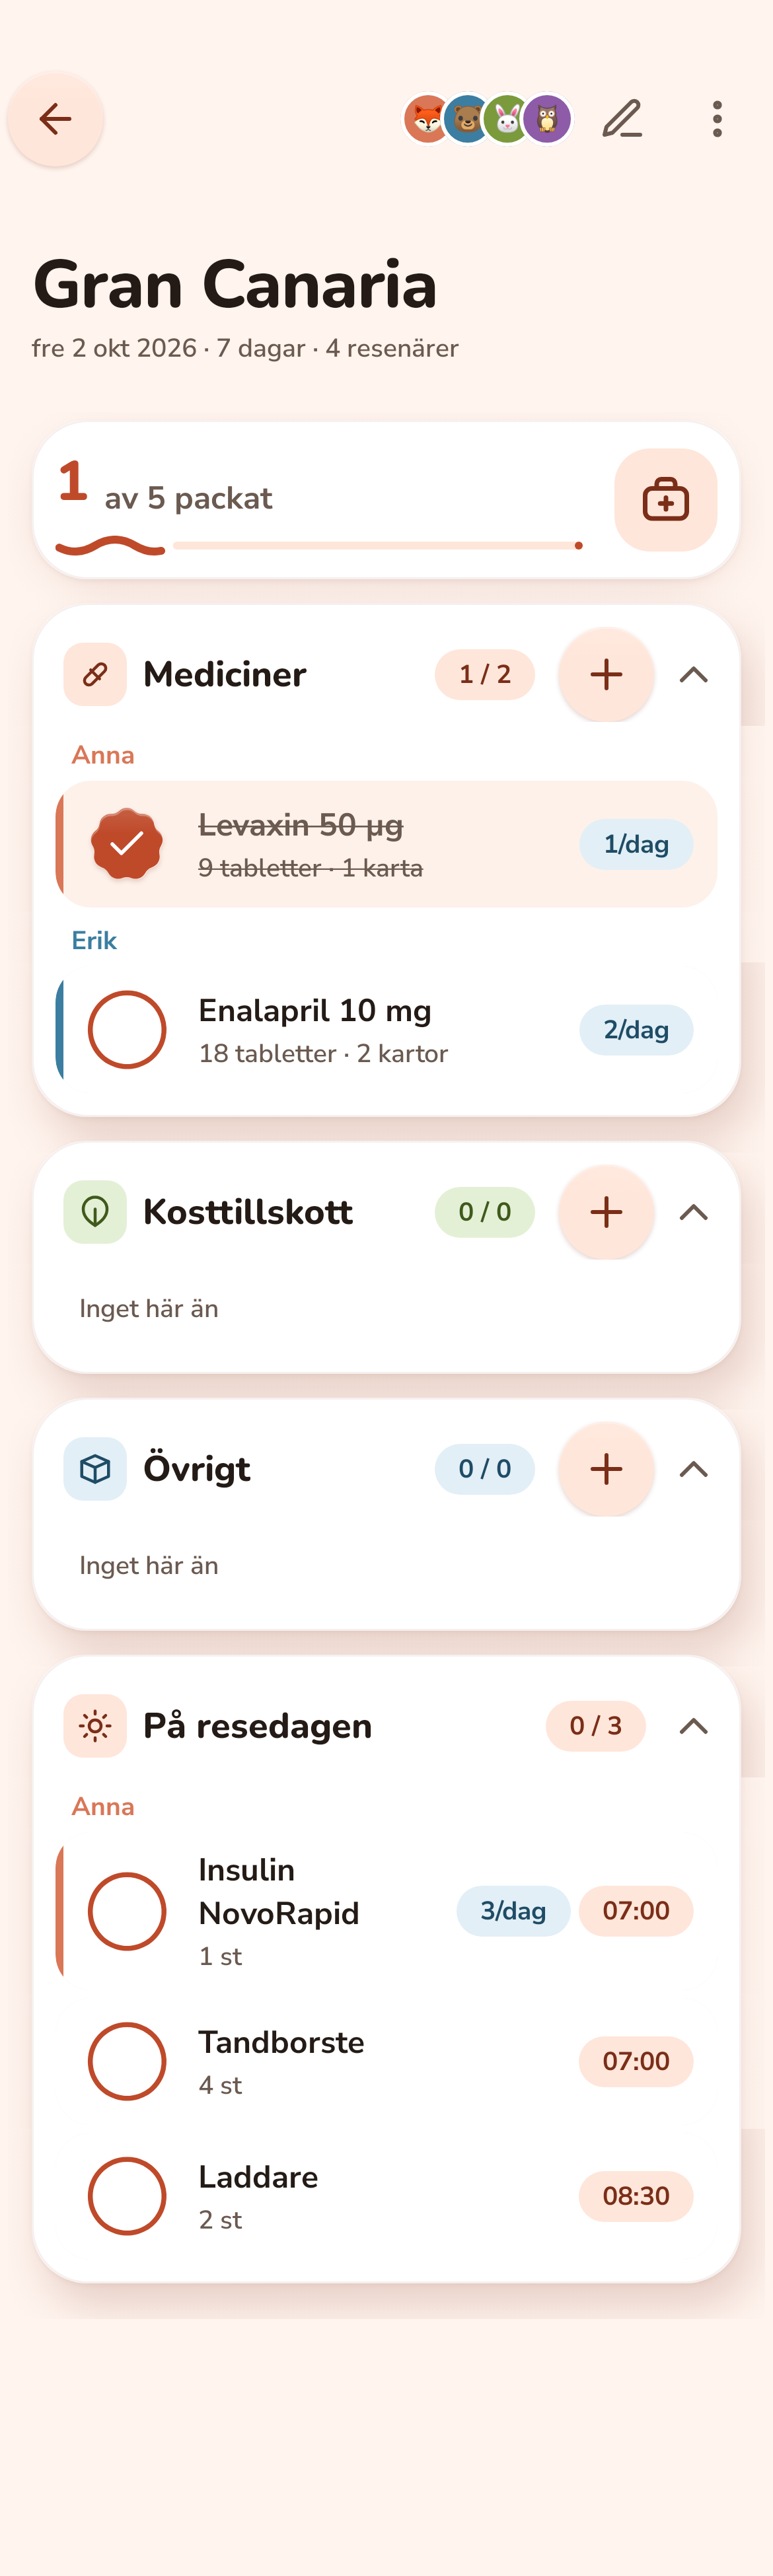 Gran Canaria
fre 2 okt 2026 · 7 dagar · 4 resenärer
1 av 5 packat
Mediciner
1 / 2
Anna
Levaxin 50 µg
9 tabletter · 1 karta
1/dag
Erik
Enalapril 10 mg
18 tabletter · 2 kartor
2/dag
Kosttillskott
0 / 0
Inget här än
Övrigt
0 / 0
Inget här än
På resedagen
0 / 3
Anna
Insulin
NovoRapid
1 st
3/dag
07:00
Tandborste
4 st
07:00
Laddare
2 st
08:30